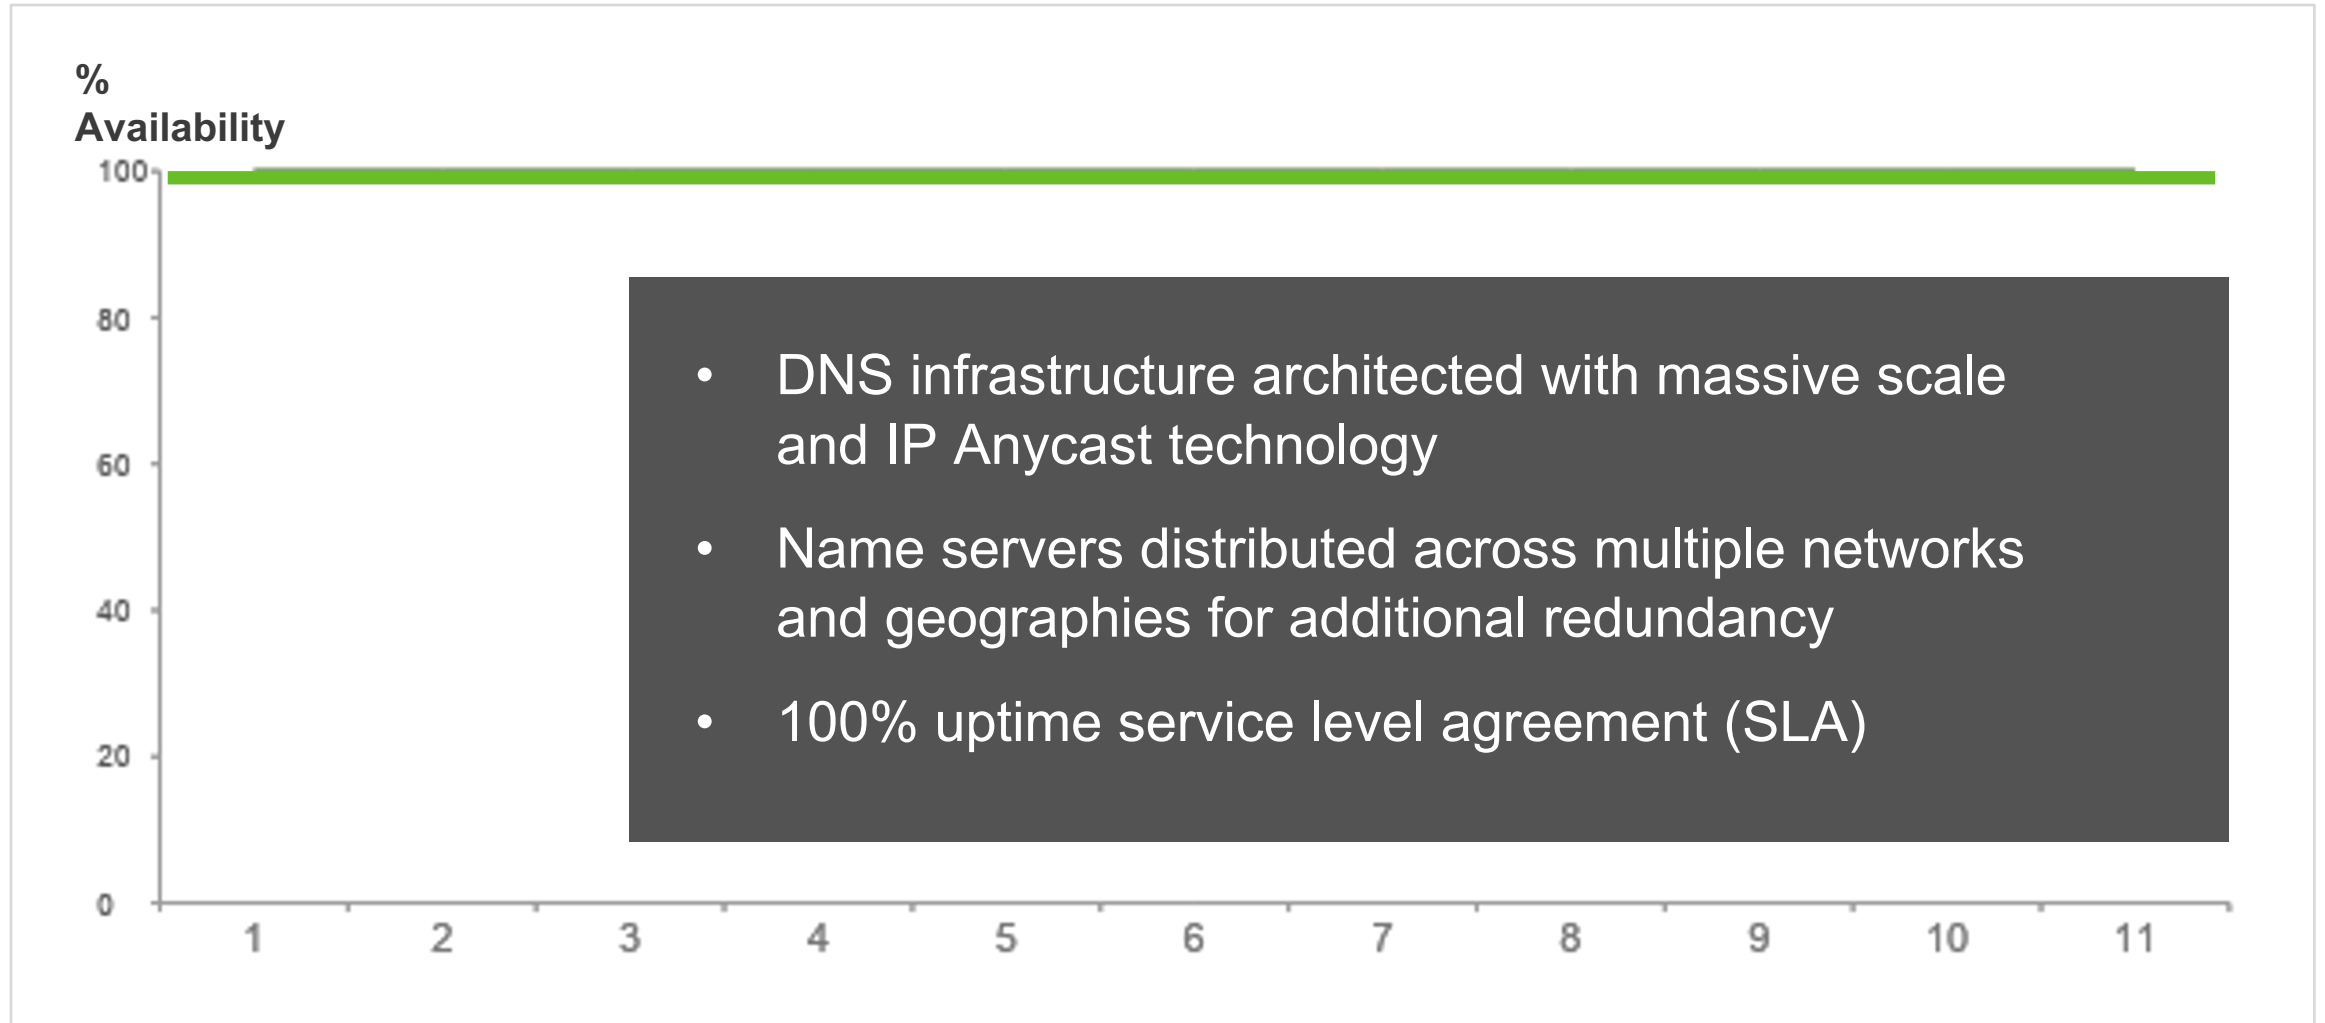 %
Availability
100
80
60
40
20
0
• DNS infrastructure architected with massive scale
and IP Anycast technology
• Name servers distributed across multiple networks
and geographies for additional redundancy
• 100% uptime service level agreement (SLA)
1 2 3 4 5 6 7 8 9 10 11